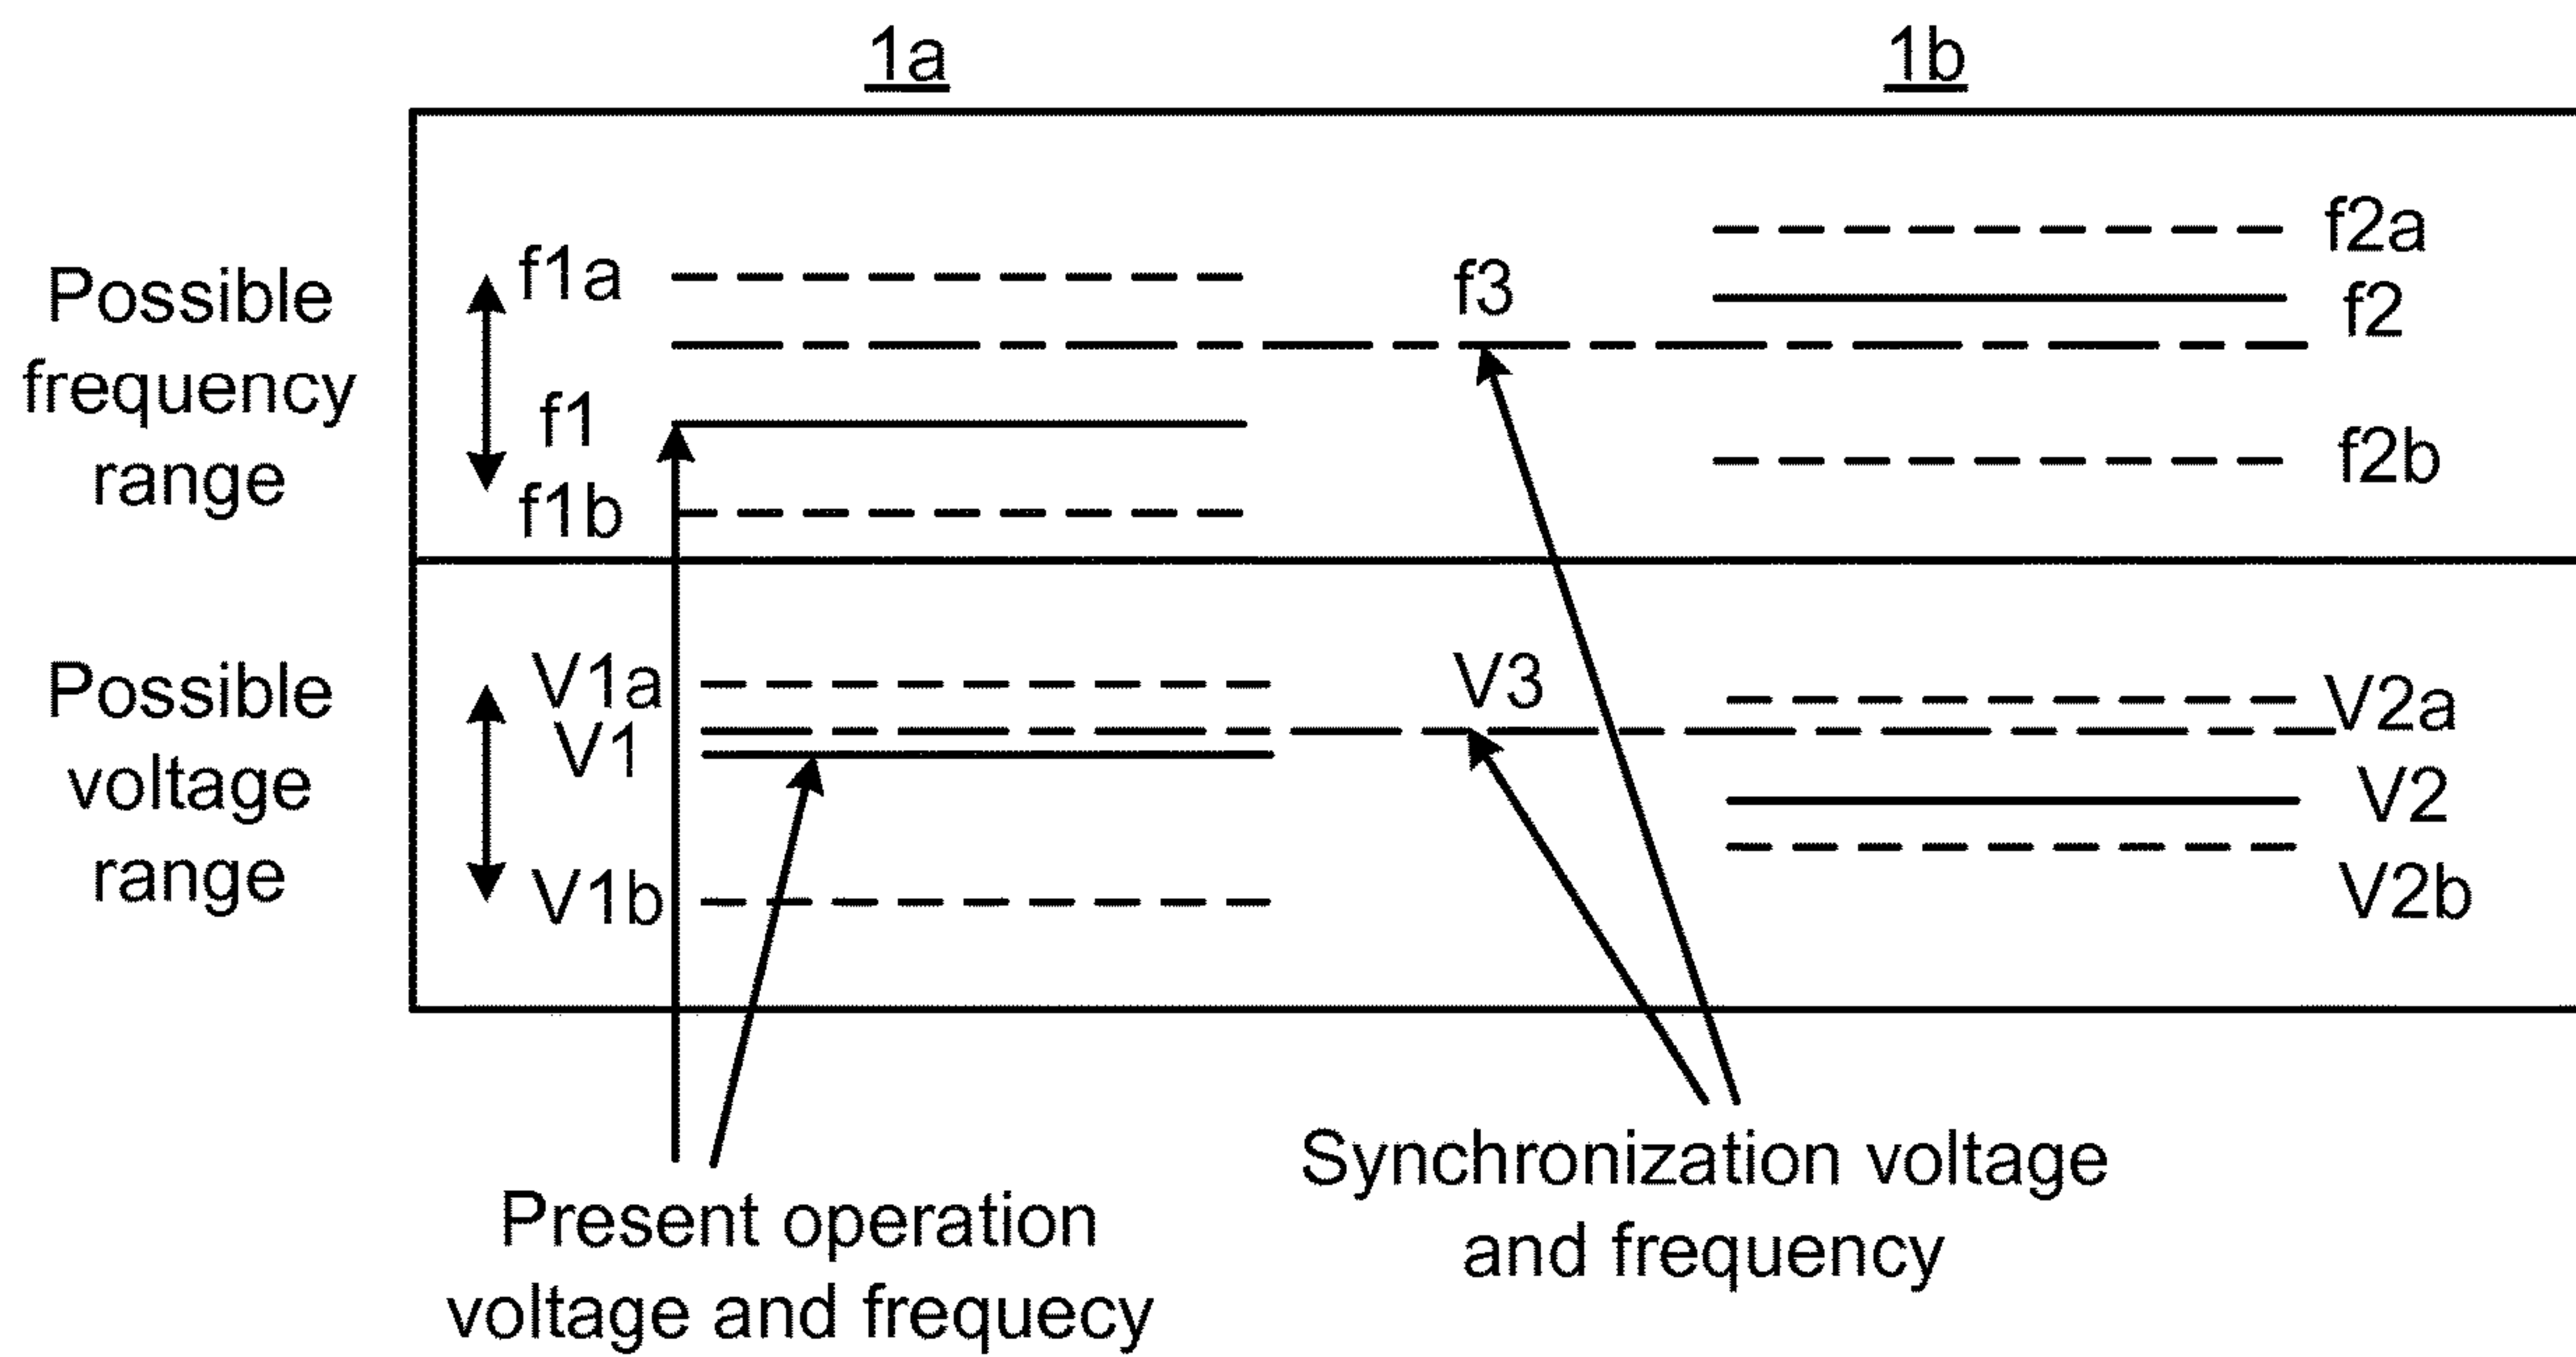 1a
1b
Possible
frequency
range
f1a
f1
f1b
f3
f2a
f2
f2b
Possible
voltage
range
V1a
V1
V1b
V3
V2a
V2
V2b
Present operation
voltage and frequecy
Synchronization voltage
and frequency